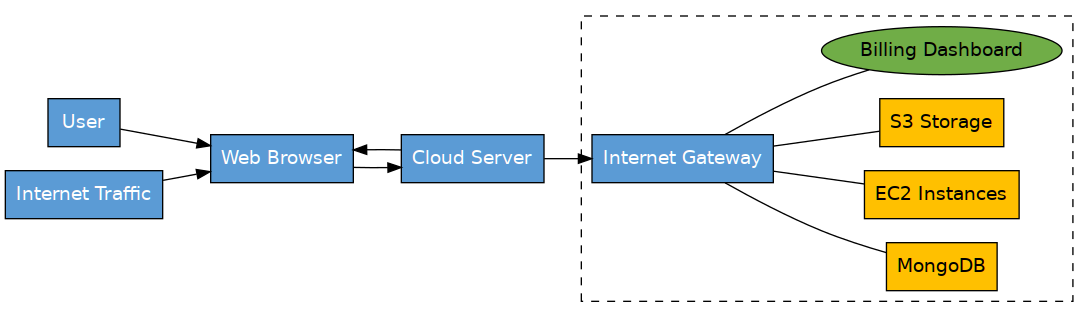 User
Internet Traffic
Web Browser
Cloud Server
Internet Gateway
Billing Dashboard
S3 Storage
EC2 Instances
MongoDB